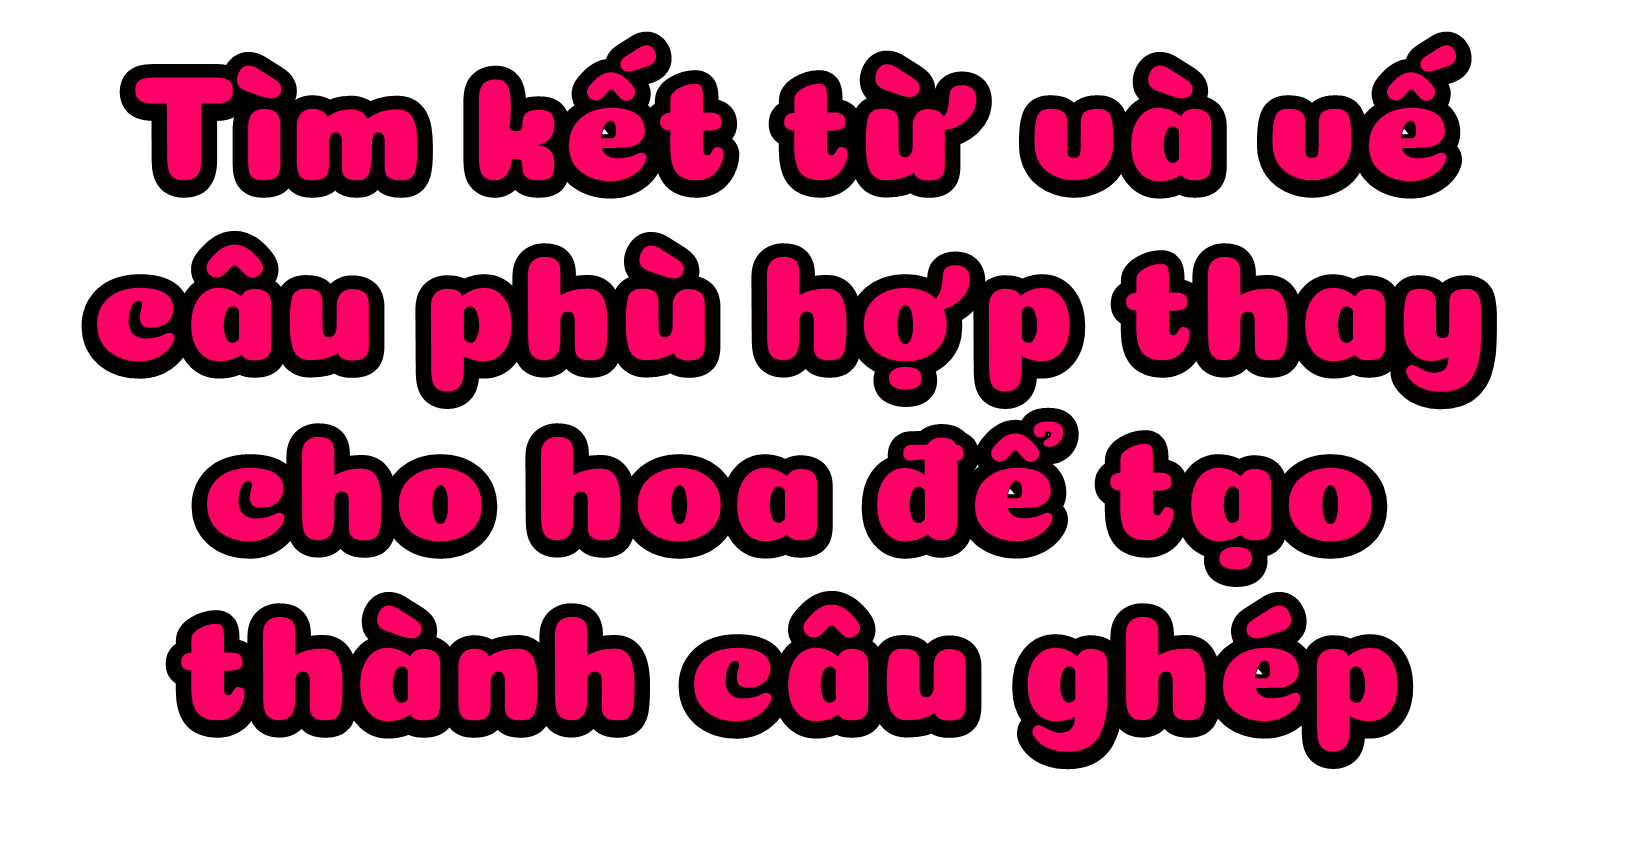 Tìm kết từ và vế
câu phù hợp thay
cho hoa để tạo
thành câu ghép